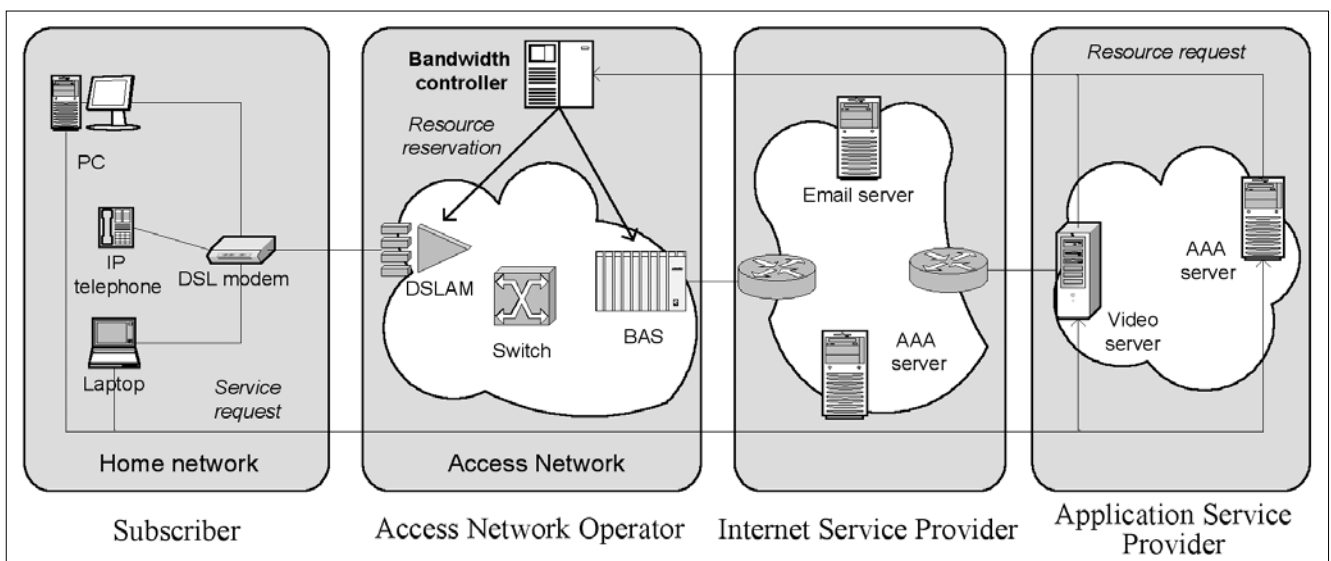 PC
IP
telephone
DSL modem
Laptop
Service
request
Home network
Subscriber
Bandwidth
controller
Resource
reservation
DSLAM
Switch
BAS
Access Network
Access Network Operator
Email server
AAA
server
Internet Service Provider
Resource request
AAA
server
Video
server
Application Service
Provider